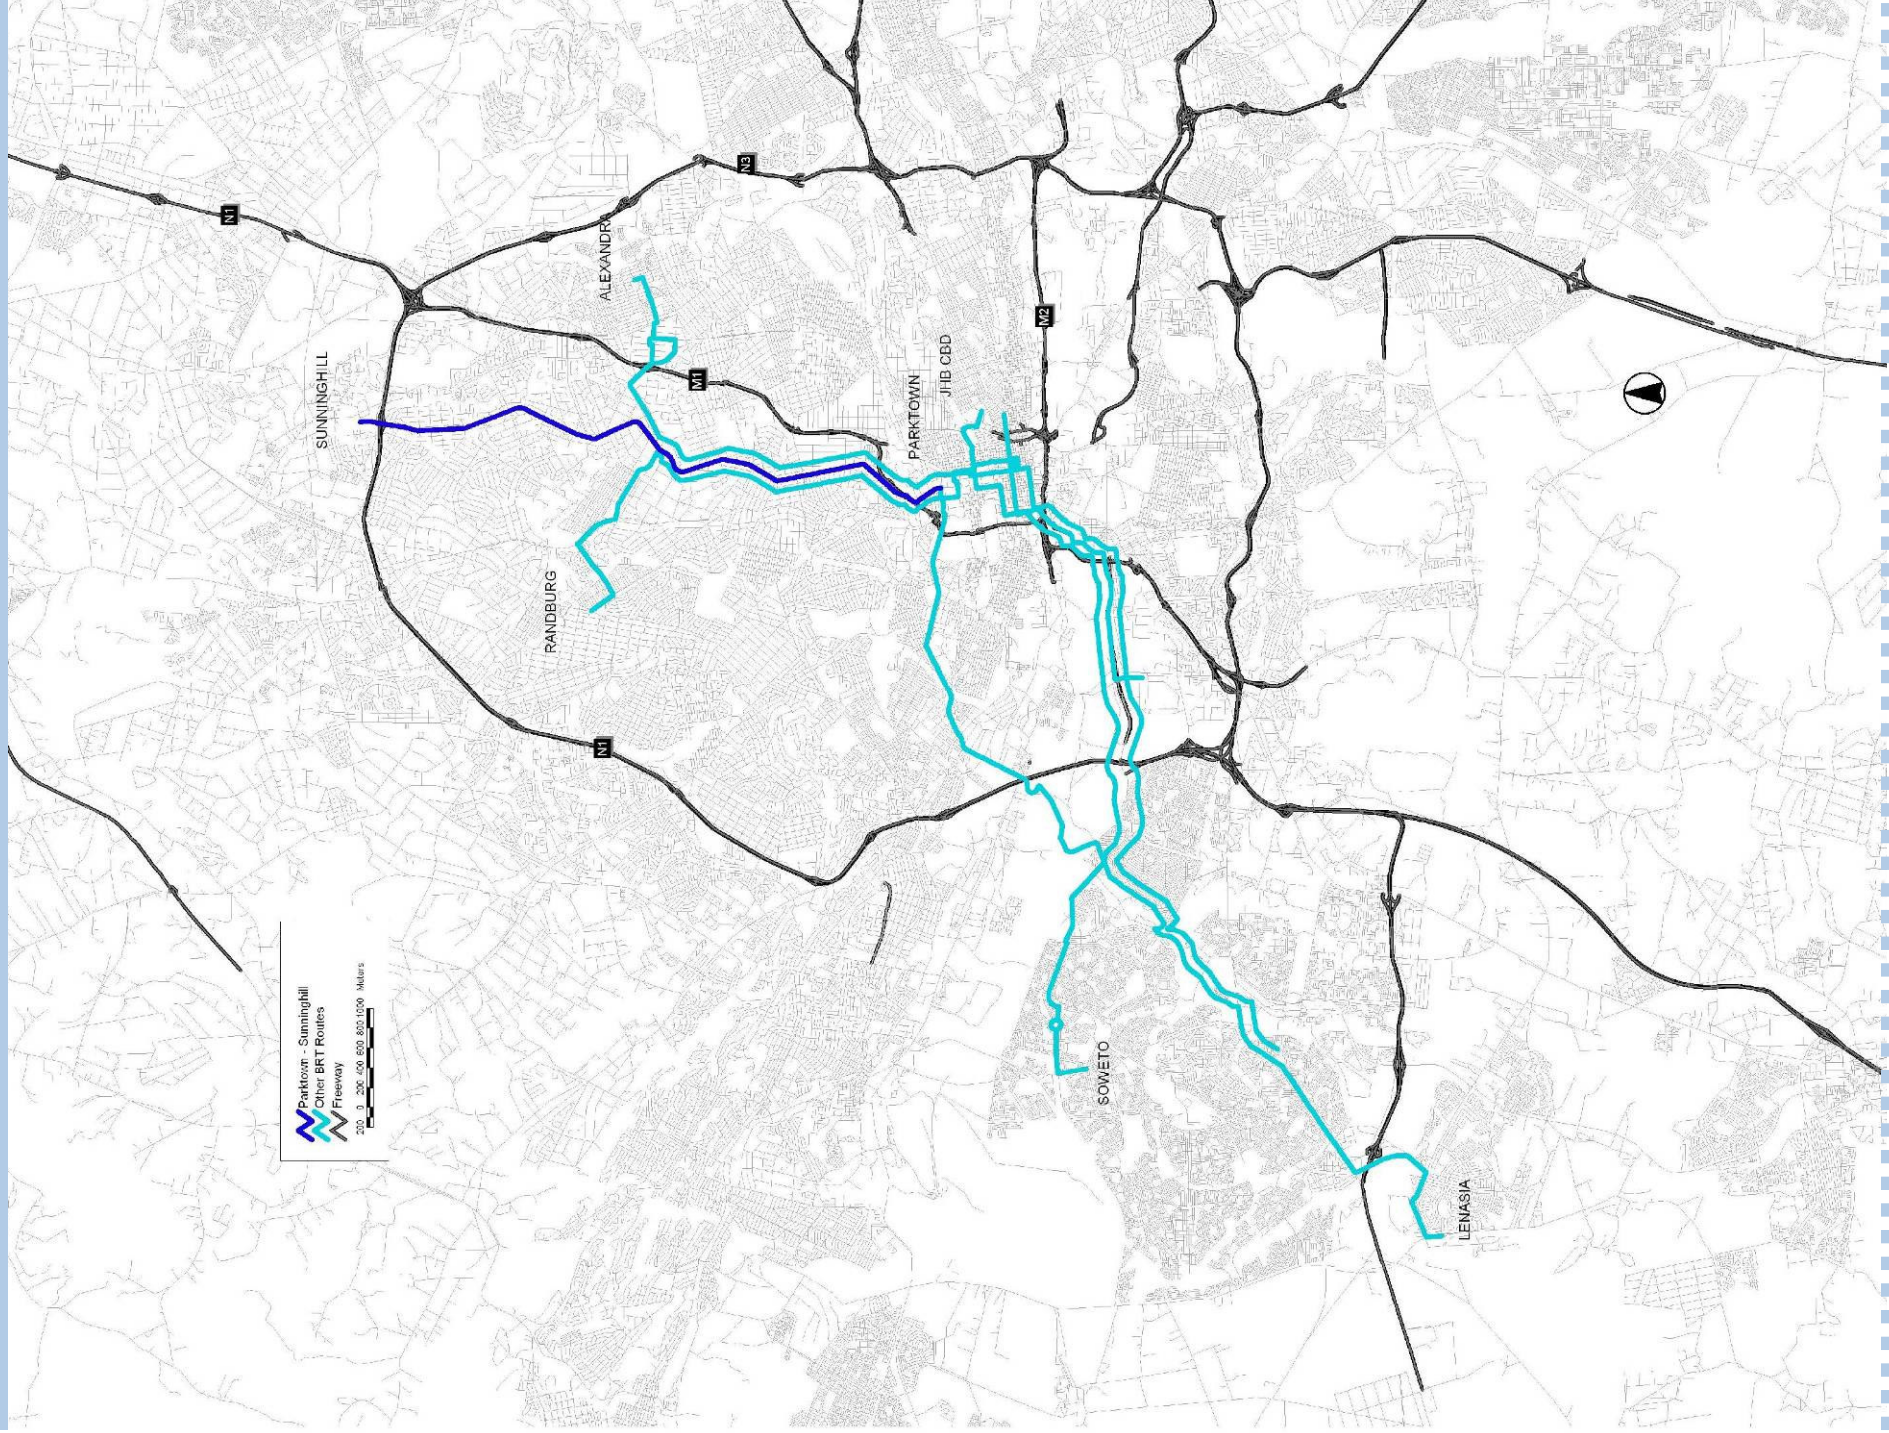 Parktown - Sunninghill
Other BRT Routes
Freeway
200 0 200 400 600 800 1000 Meters
N1
N3
ALEXANDRA
SUNNINGHILL
M1
PARKTOWN
JHB CBD
M2
RANDBURG
N1
SOWETO
LENASIA